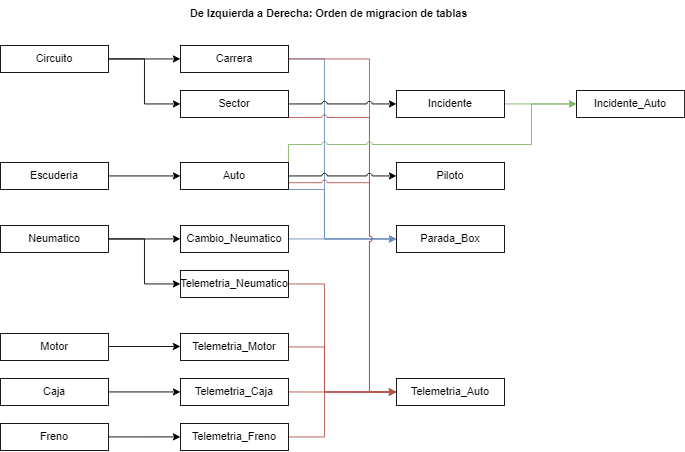 De Izquierda a Derecha: Orden de migracion de tablas
Circuito
Carrera
Sector
Incidente
Incidente_Auto
Escuderia
Auto
Piloto
Neumatico
Cambio_Neumatico
Parada_Box
Telemetria_Neumatico
Motor
Telemetria_Motor
Caja
Telemetria_Caja
Telemetria_Auto
Freno
Telemetria_Freno